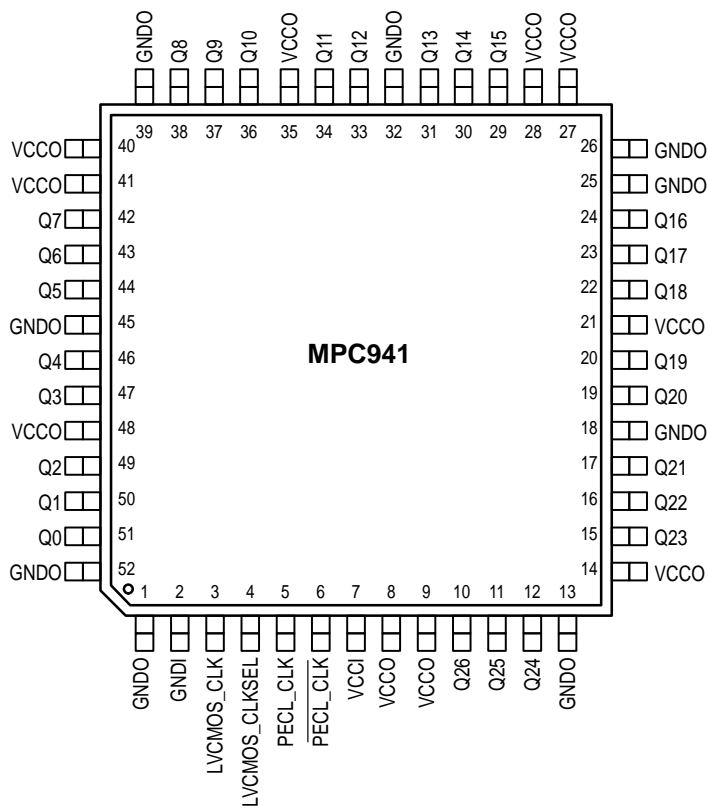 GNDO Q8 Q9 Q10 VCCO Q11 Q12 GNDO Q13 Q14 Q15 VCCO VCCO
39 38 37 36 35 34 33 32 31 30 29 28 27
VCCO 40 26 GNDO
VCCO 41 25 GNDO
Q7 42 24 Q16
Q6 43 23 Q17
Q5 44 22 Q18
GNDO 45 21 VCCO
MPC941
Q4 46 20 Q19
Q3 47 19 Q20
VCCO 48 18 GNDO
Q2 49 17 Q21
Q1 50 16 Q22
Q0 51 15 Q23
GNDO 52 14 VCCO
1 2 3 4 5 6 7 8 9 10 11 12 13
GNDO GNDI LVCMOS_CLK LVCMOS_CLKSEL PECL_CLK PECL_CLK VCCI VCCO VCCO Q26 Q25 Q24 GNDO